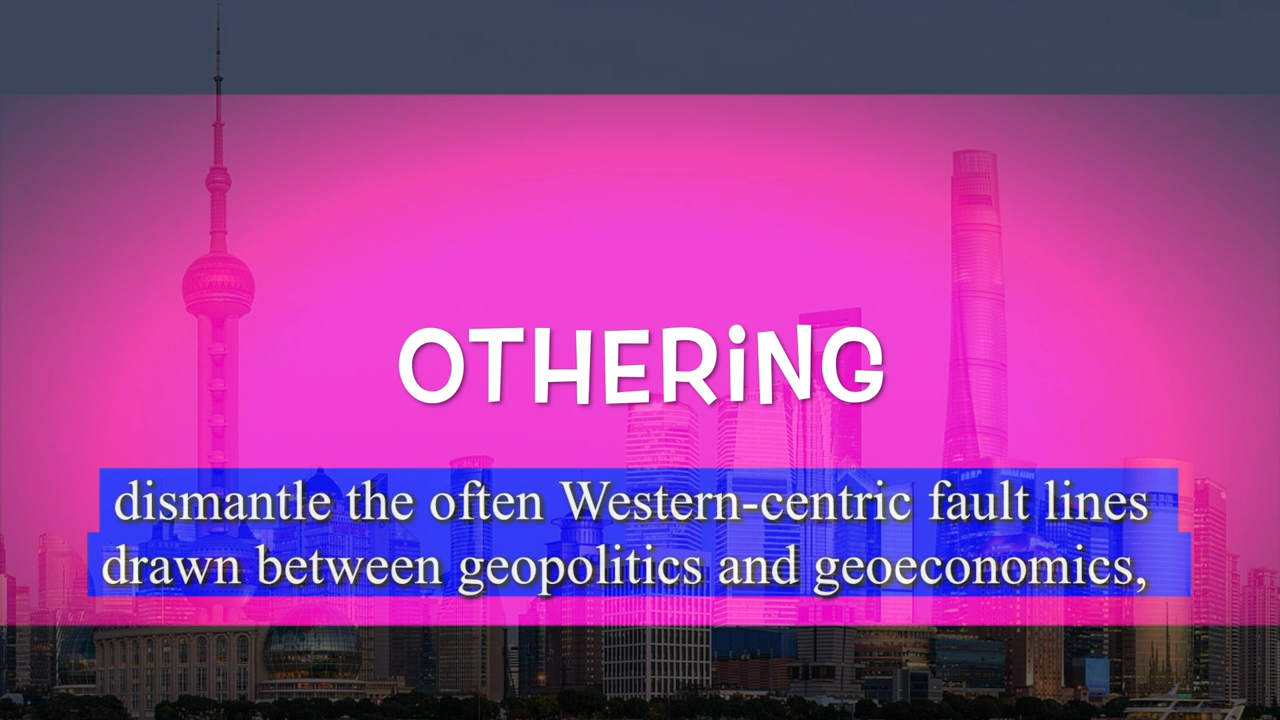 OTHERiNG
dismantle the often Western-centric fault lines
drawn between geopolitics and geoeconomics,